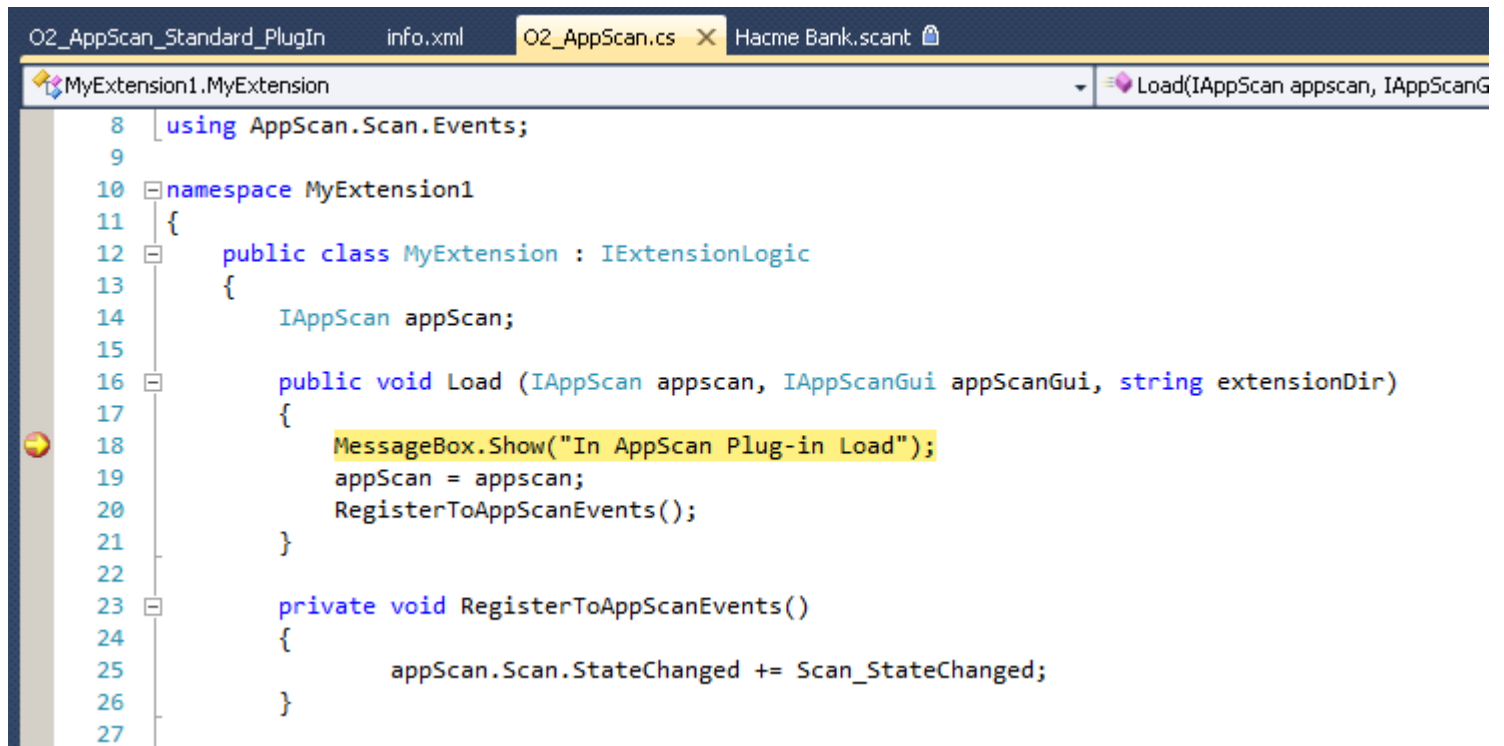 O2_AppScan_Standard_PlugIn info.xml O2_AppScan.cs Hacme Bank.scant
MyExtension1.MyExtension Load(IAppScan appscan, IAppScanG
8 using AppScan.Scan.Events;
9
10 namespace MyExtension1
11 {
12 public class MyExtension : IExtensionLogic
13 {
14 IAppScan appScan;
15
16 public void Load (IAppScan appscan, IAppScanGui appScanGui, string extensionDir)
17 {
18 MessageBox.Show("In AppScan Plug-in Load");
19 appScan = appscan;
20 RegisterToAppScanEvents();
21 }
22
23 private void RegisterToAppScanEvents()
24 {
25 appScan.Scan.StateChanged += Scan_StateChanged;
26 }
27